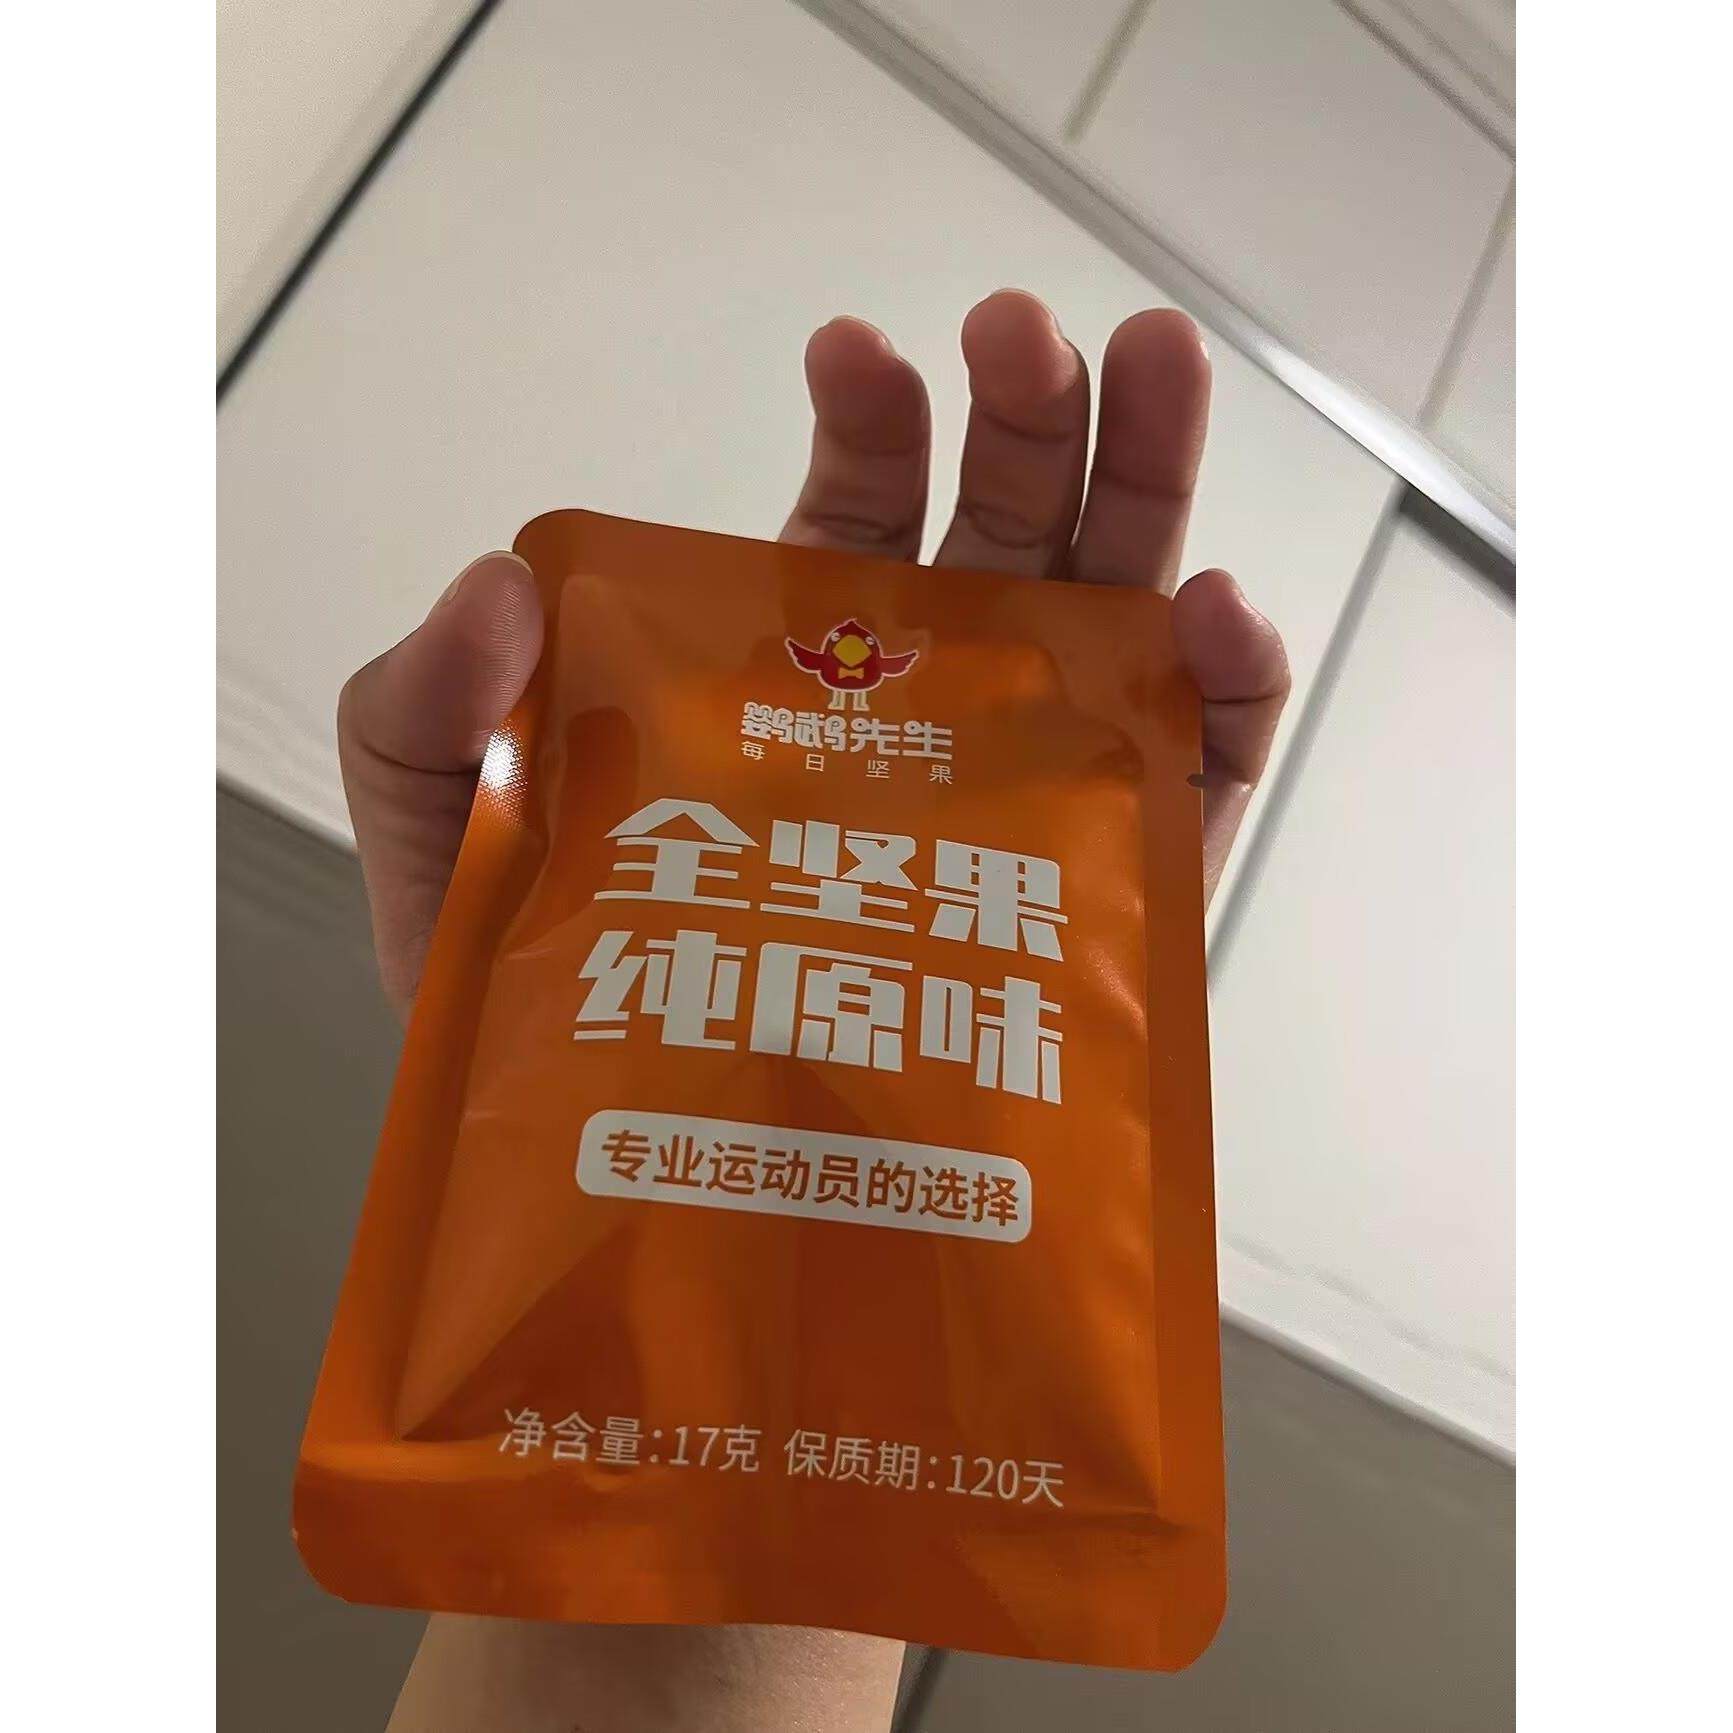 鹦鹉先生
每日坚果
全坚果
纯原味
专业运动员的选择
净含量:17克 保质期:120天